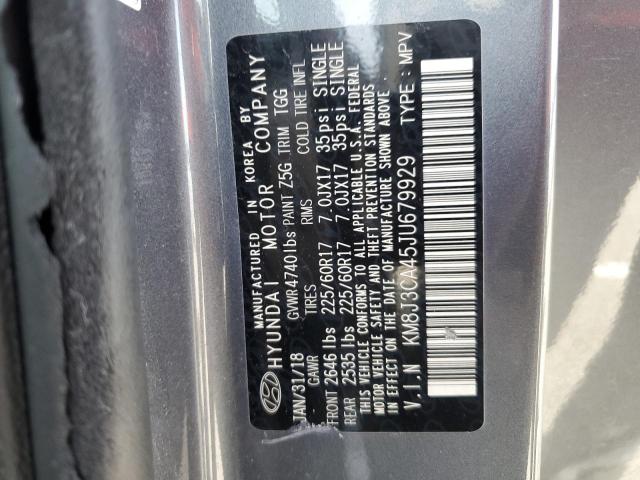 MANUFACTURED IN KOREA BY
HYUNDAI MOTOR COMPANY
JAN/31/18 GVWR 4740 lbs PAINT Z5G TRIM TGG
GAWR TIRES RIMS COLD TIRE INFL
FRONT 2646 lbs 225/60R17 7.0JX17 35psi SINGLE
REAR 2535 lbs 225/60R17 7.0JX17 35psi SINGLE
THIS VEHICLE CONFORMS TO ALL APPLICABLE U.S.A. FEDERAL
MOTOR VEHICLE SAFETY AND THEFT PREVENTION STANDARDS
IN EFFECT ON THE DATE OF MANUFACTURE SHOWN ABOVE.
V.I.N KM8J3CA45JU679929 TYPE : MPV